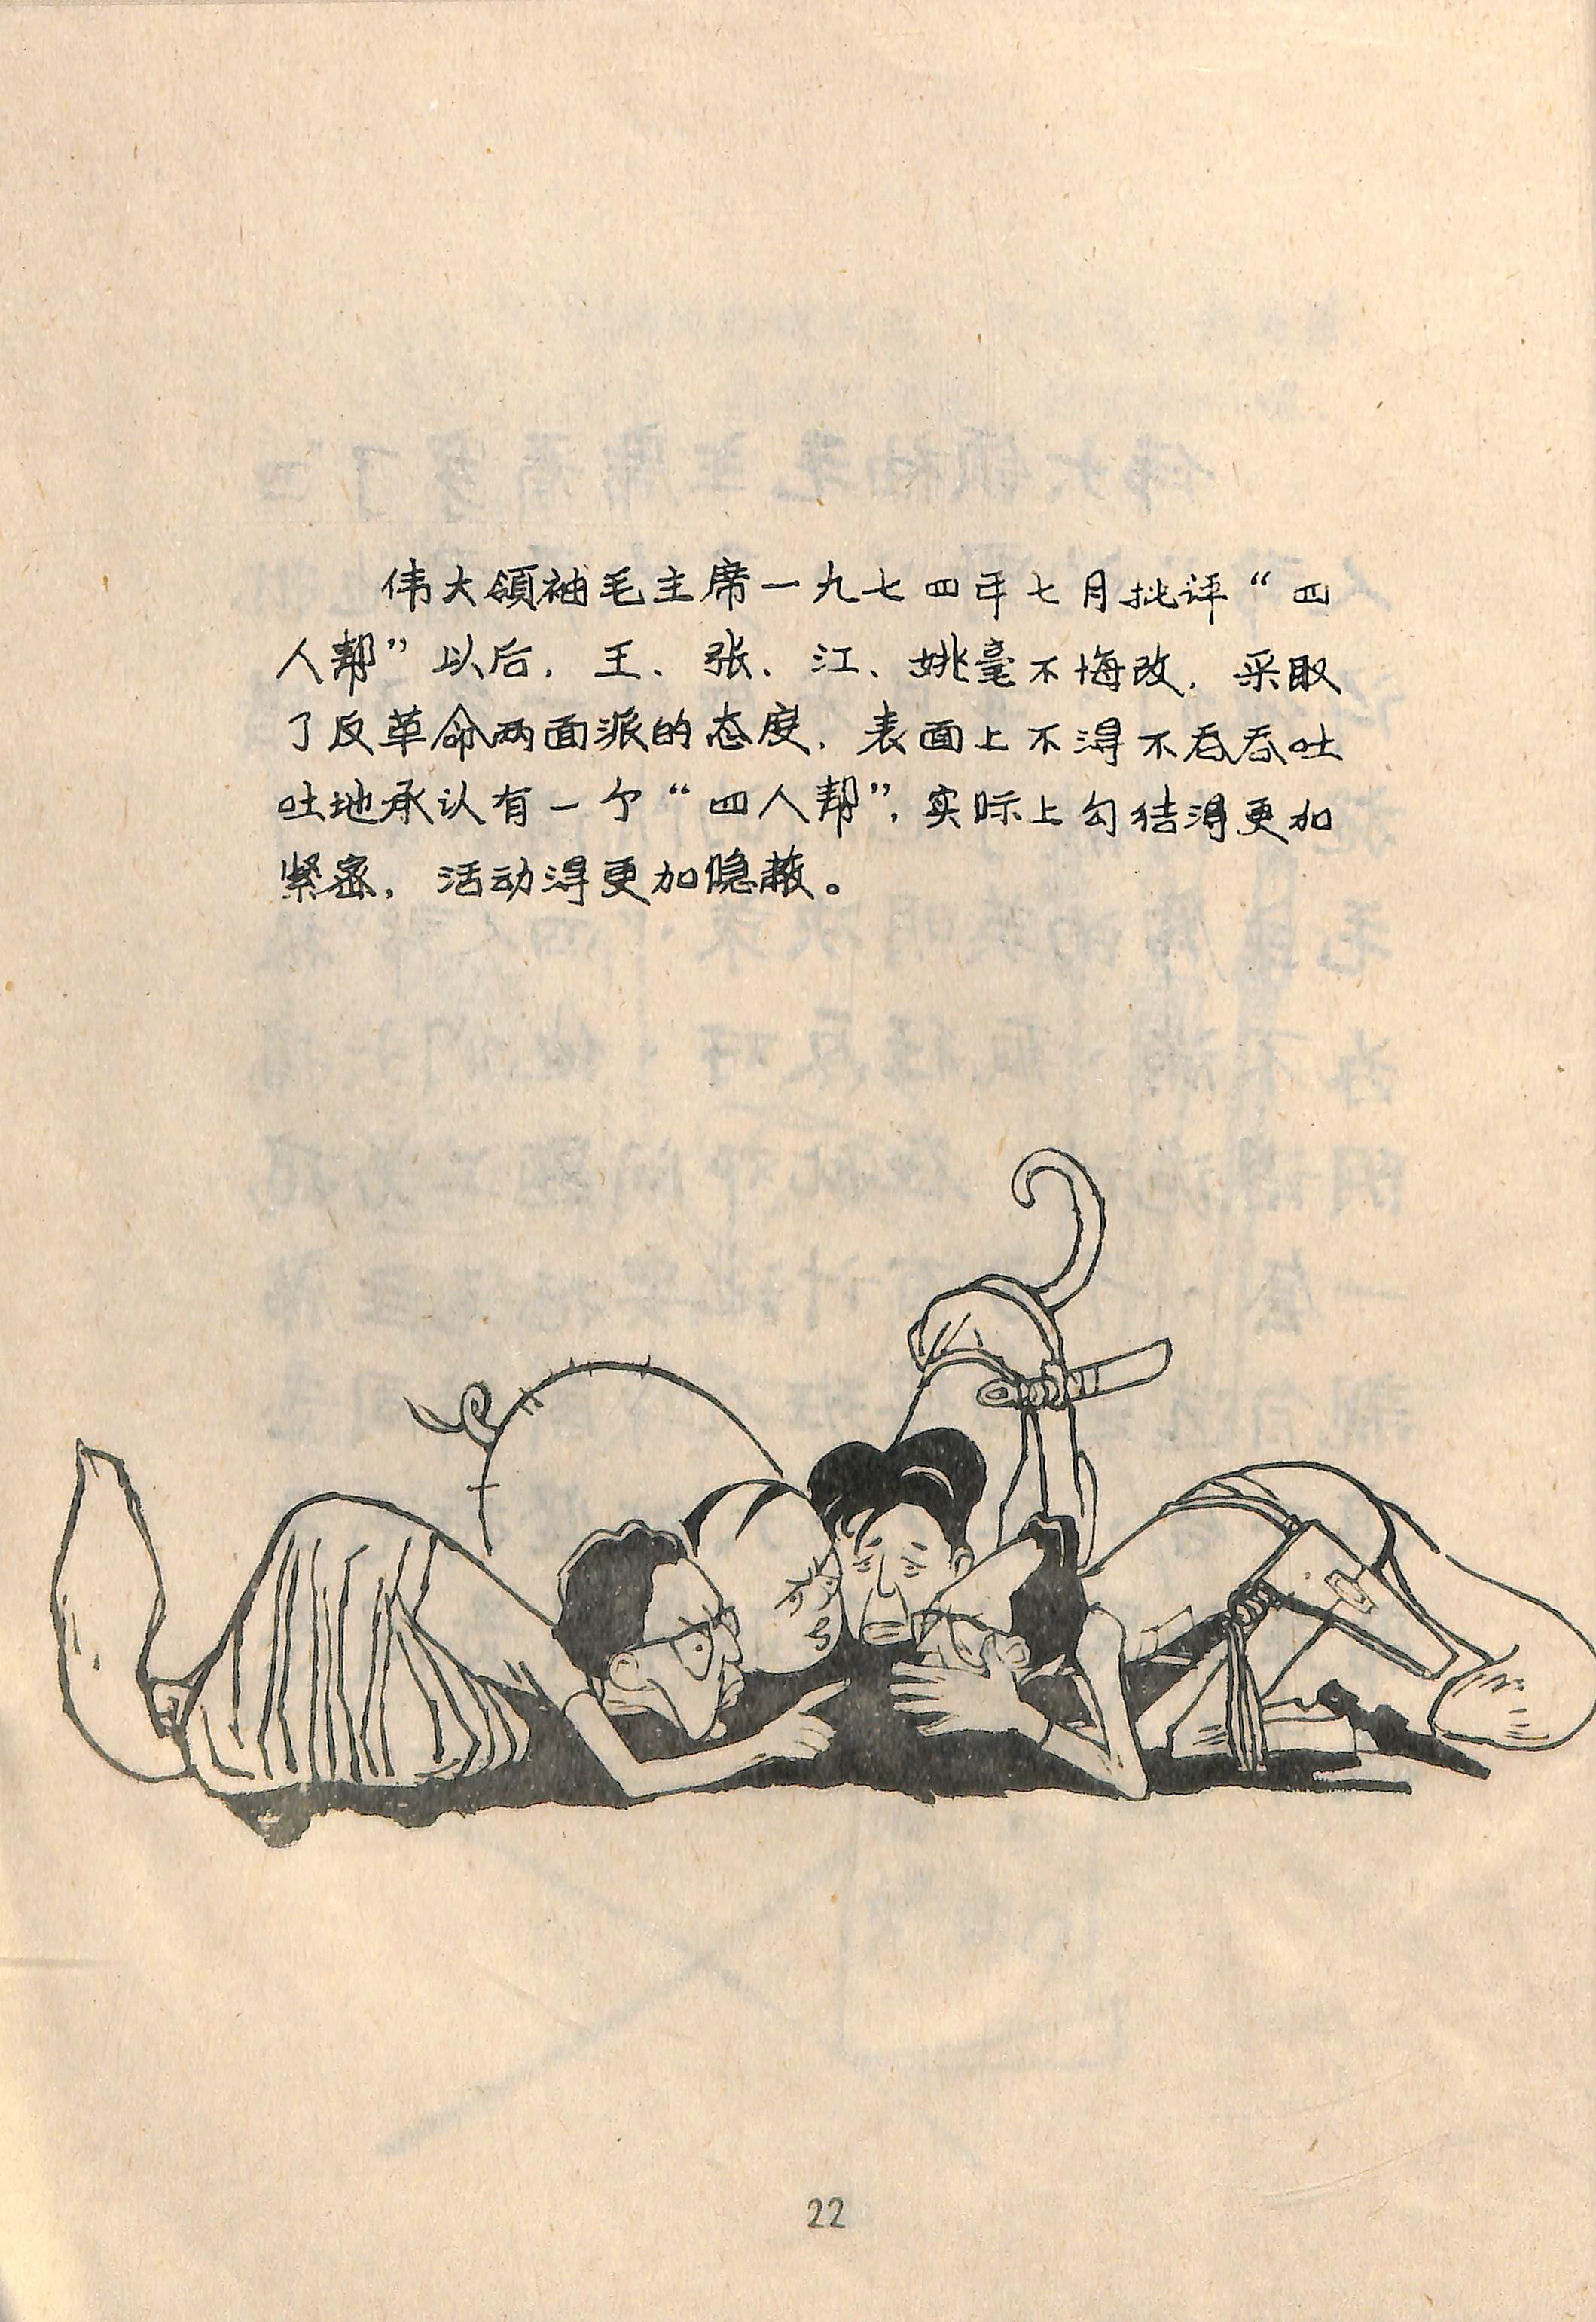 伟大领袖毛主席一九七四年七月批评“四
人帮”以后，王、张、江、姚毫不悔改，采取
了反革命两面派的态度，表面上不得不吞吞吐
吐地承认有一个“四人帮”，实际上勾结得更加
紧密，活动得更加隐蔽。
22